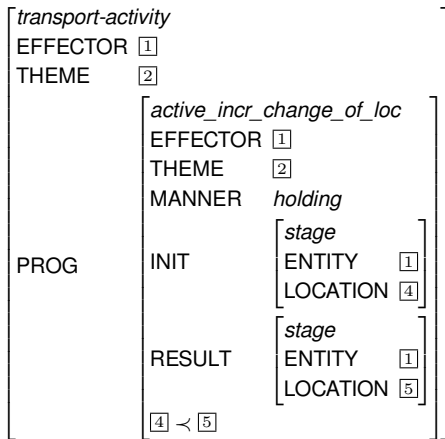 transport-activity
EFFECTOR 1
THEME 2
active_incr_change_of_loc
EFFECTOR 1
THEME 2
MANNER holding
stage
PROG INIT ENTITY 1
LOCATION 4
stage
RESULT ENTITY 1
LOCATION 5
4 ≺ 5